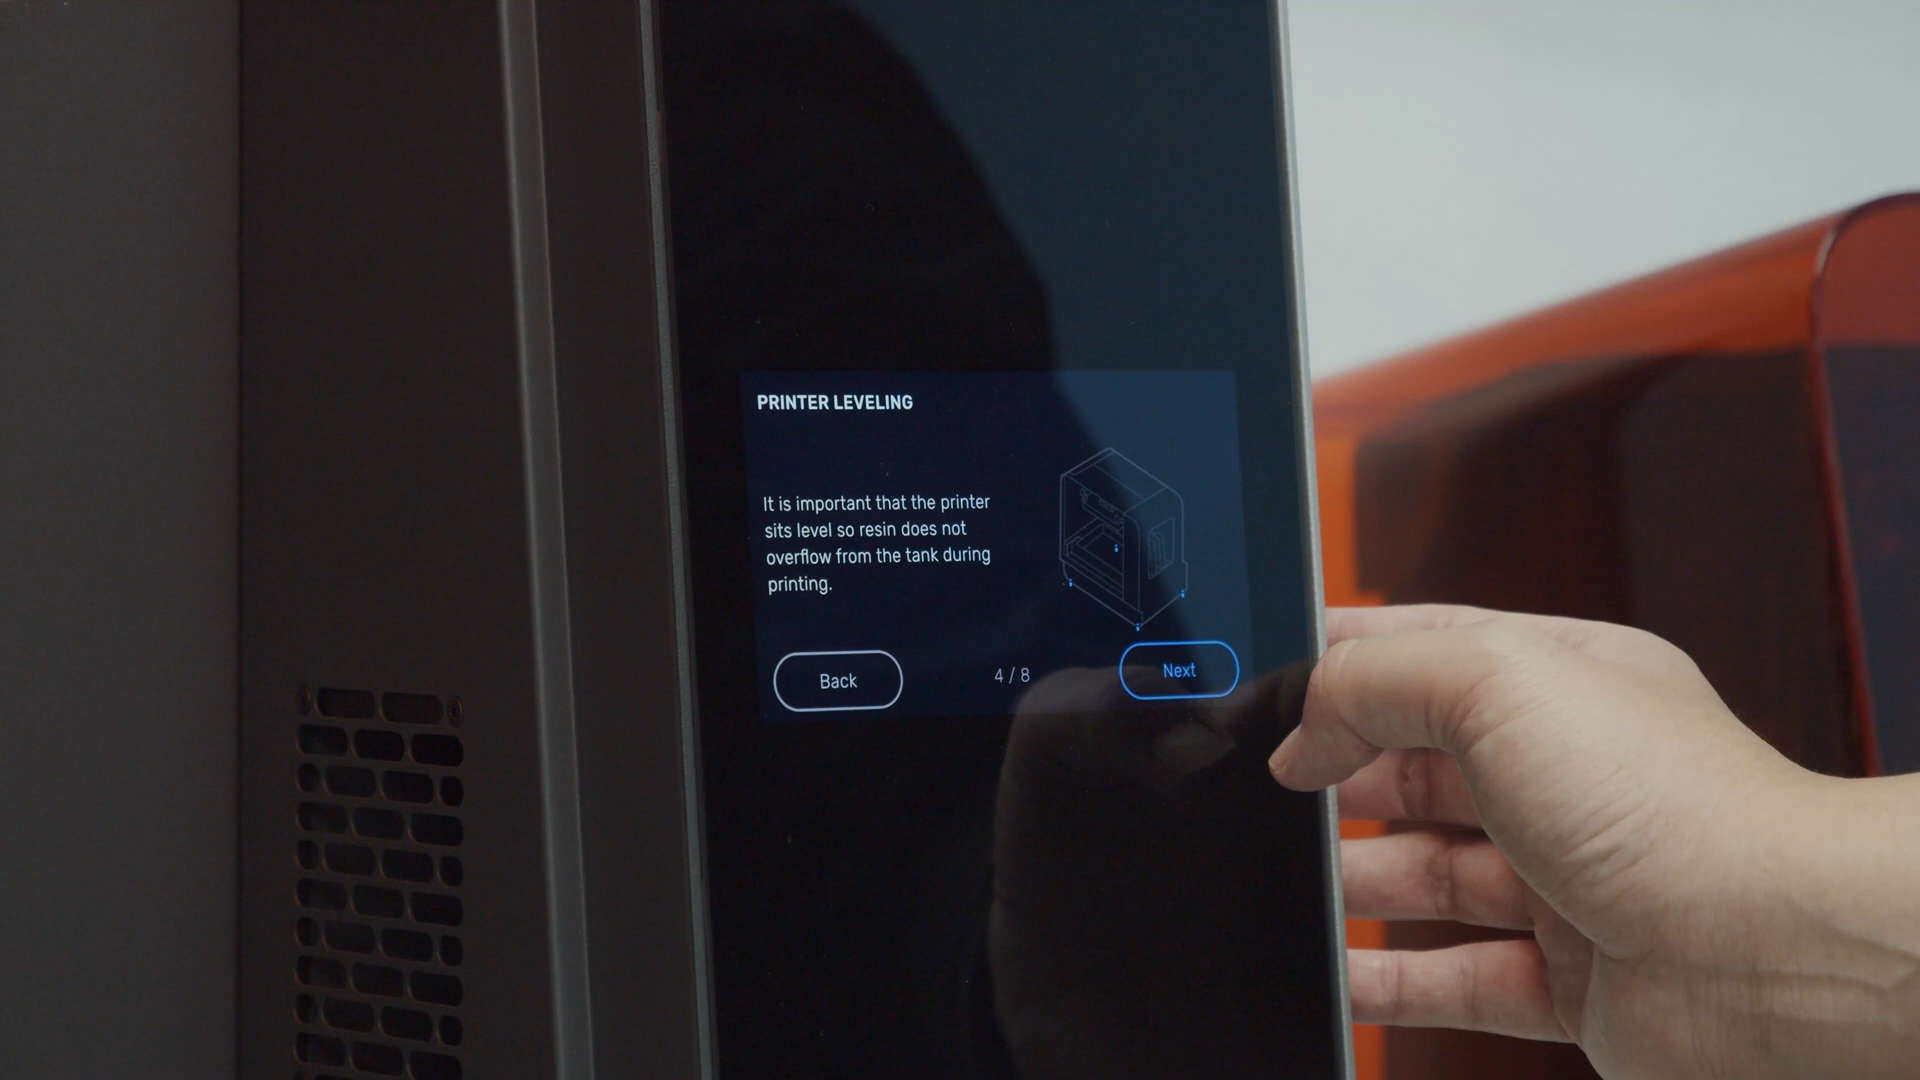 PRINTER LEVELING
It is important that the printer
sits level so resin does not
overflow from the tank during
printing.
Back
4 / 8
Next